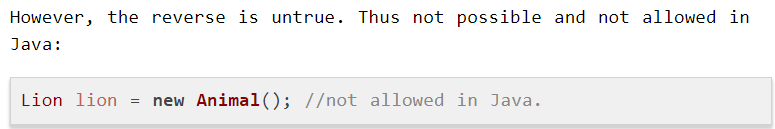 However, the reverse is untrue. Thus not possible and not allowed in
Java:
Lion lion = new Animal(); //not allowed in Java.